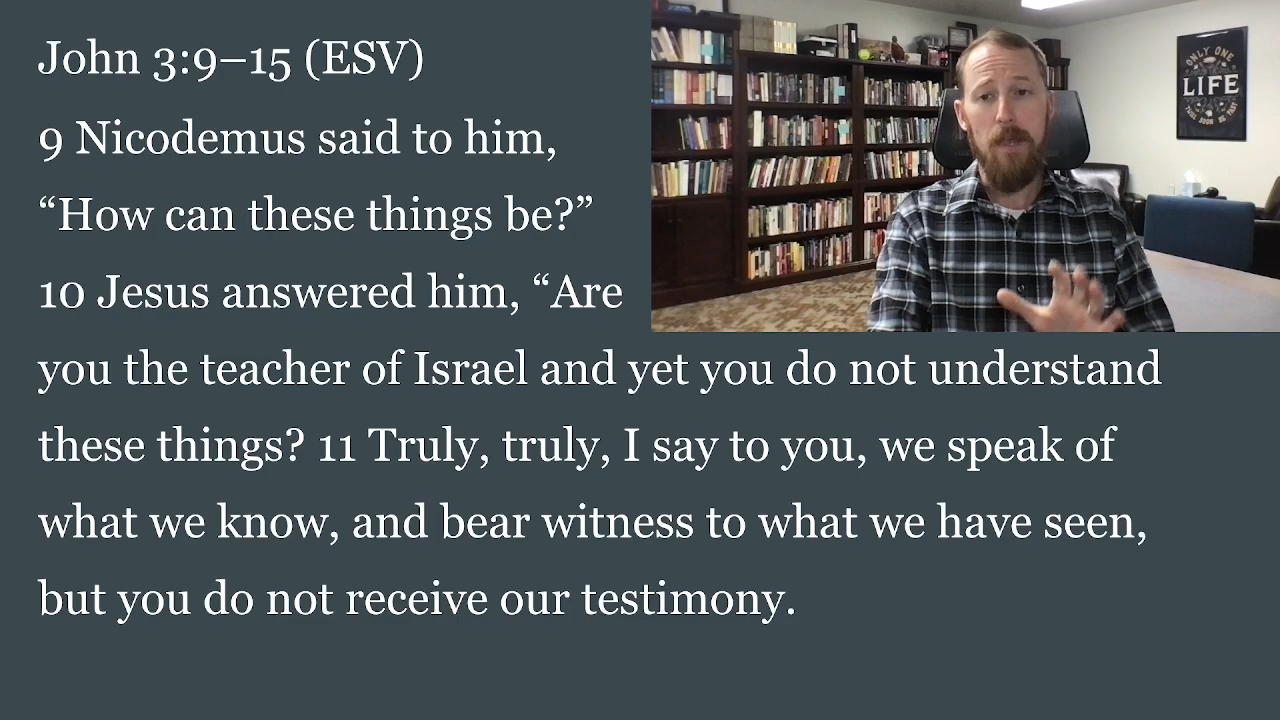 John 3:9–15 (ESV)
9 Nicodemus said to him,
“How can these things be?”
10 Jesus answered him, “Are
you the teacher of Israel and yet you do not understand
these things? 11 Truly, truly, I say to you, we speak of
what we know, and bear witness to what we have seen,
but you do not receive our testimony.
ONLY ONE
LIFE